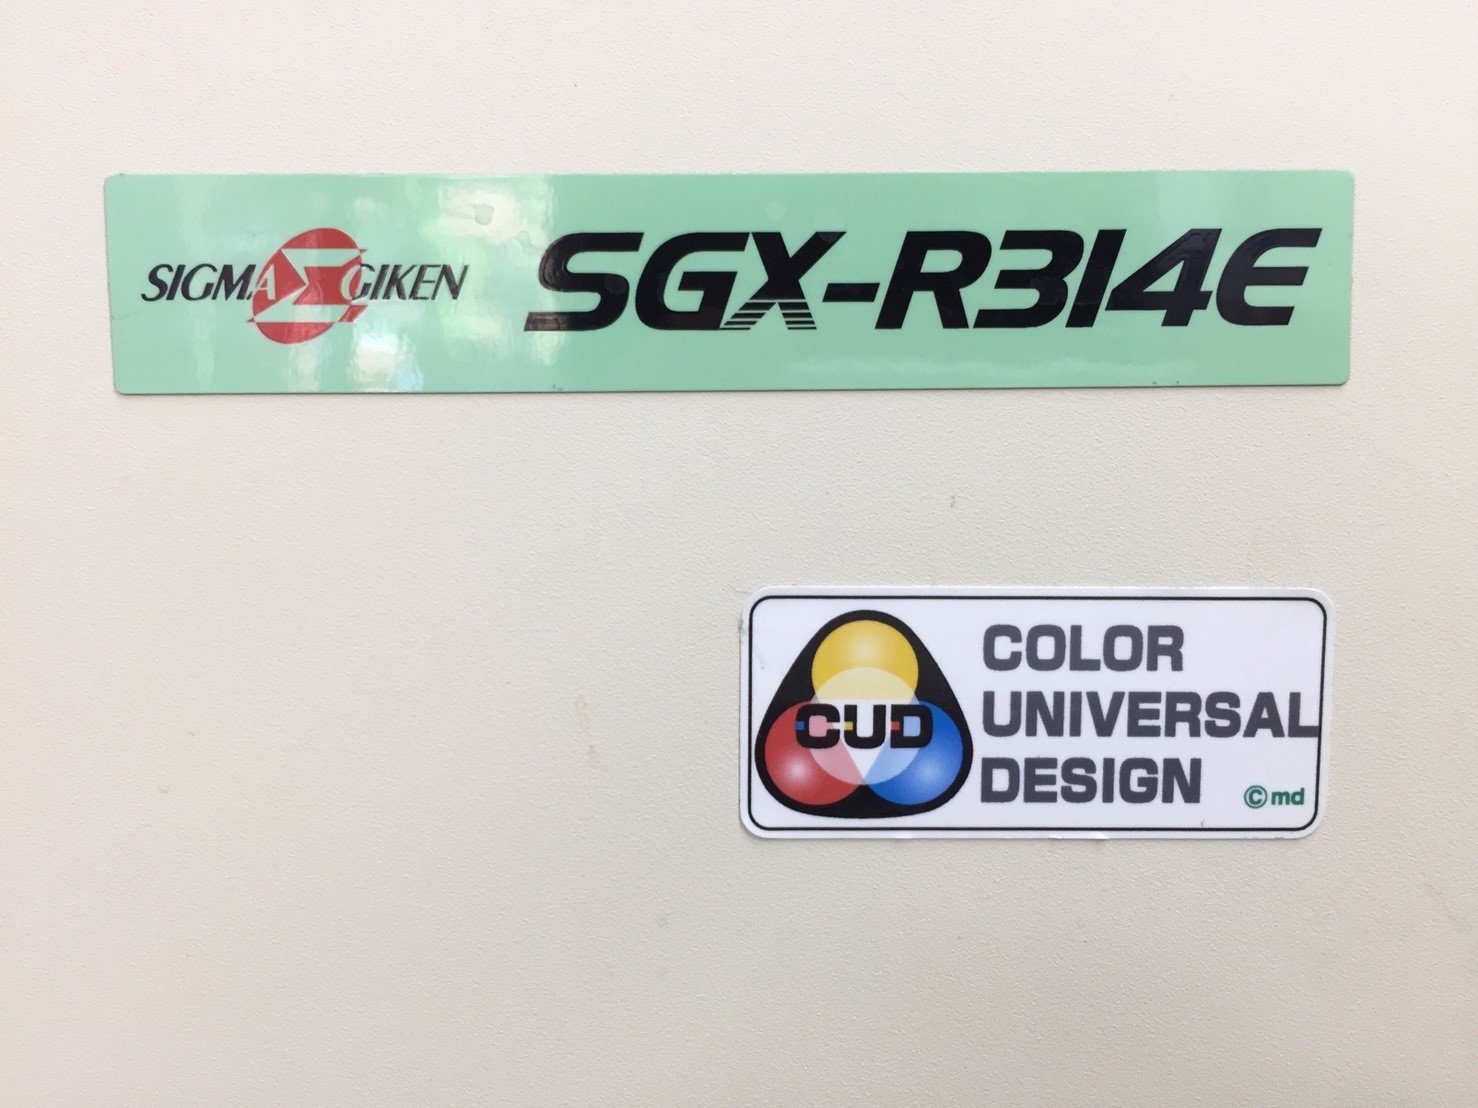 SIGMA GIKEN SGX-R314E
CUD
COLOR
UNIVERSAL
DESIGN
©md